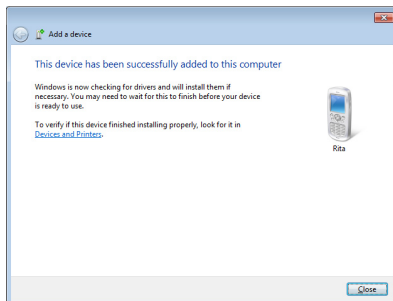 Add a device
This device has been successfully added to this computer
Windows is now checking for drivers and will install them if
necessary. You may need to wait for this to finish before your device
is ready to use.
To verify if this device finished installing properly, look for it in
Devices and Printers.
Rita
Close